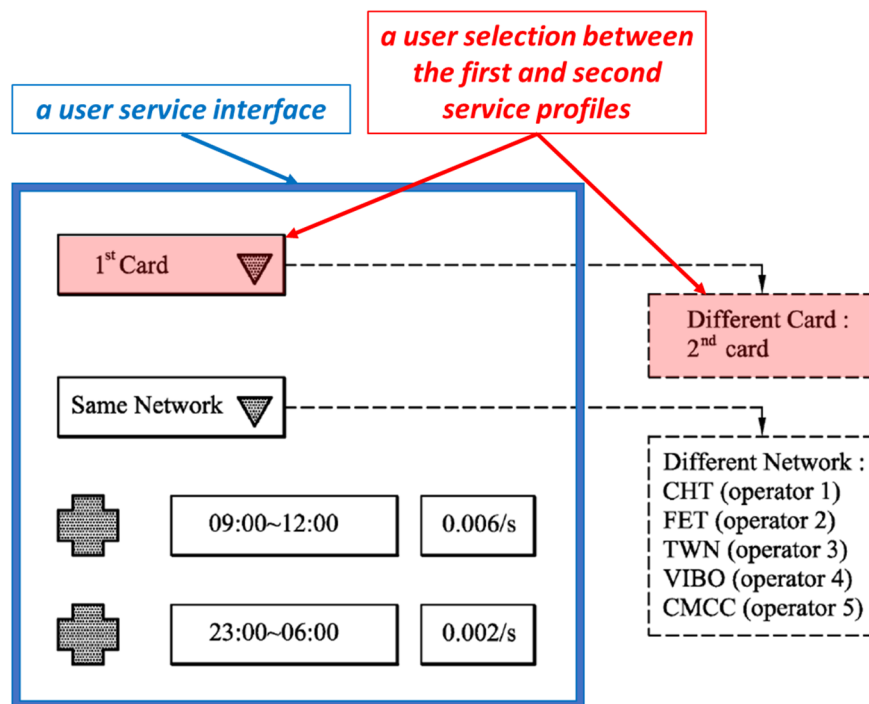 a user selection between
the first and second
service profiles
a user service interface
1st Card
Different Card :
2nd card
Same Network
Different Network :
CHT (operator 1)
FET (operator 2)
TWN (operator 3)
VIBO (operator 4)
CMCC (operator 5)
09:00~12:00
0.006/s
23:00~06:00
0.002/s